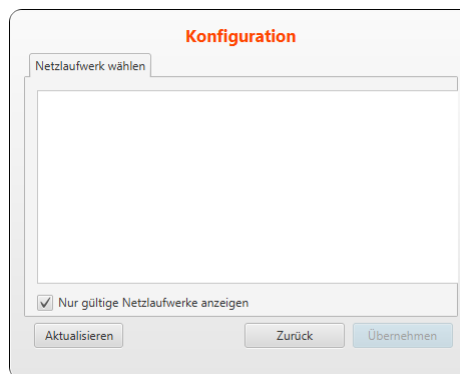 Konfiguration
Netzlaufwerk wählen
Nur gültige Netzlaufwerke anzeigen
Aktualisieren
Zurück
Übernehmen